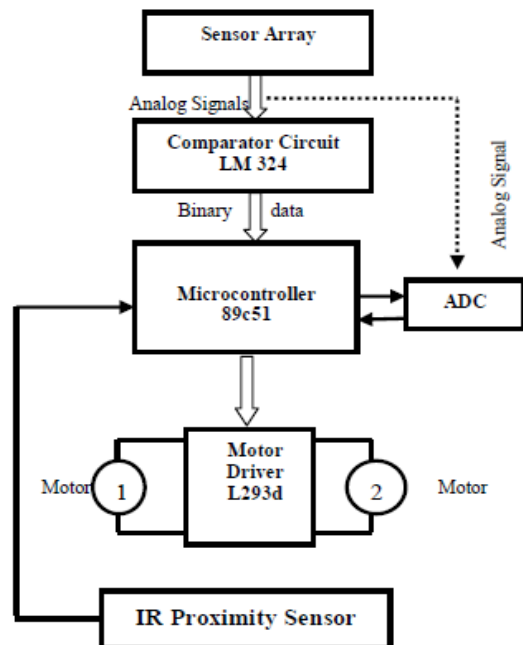 Sensor Array
Analog Signals
Comparator Circuit
LM 324
Analog Signal
Binary data
Microcontroller
89c51
ADC
Motor
Driver
L293d
Motor 1
2 Motor
IR Proximity Sensor